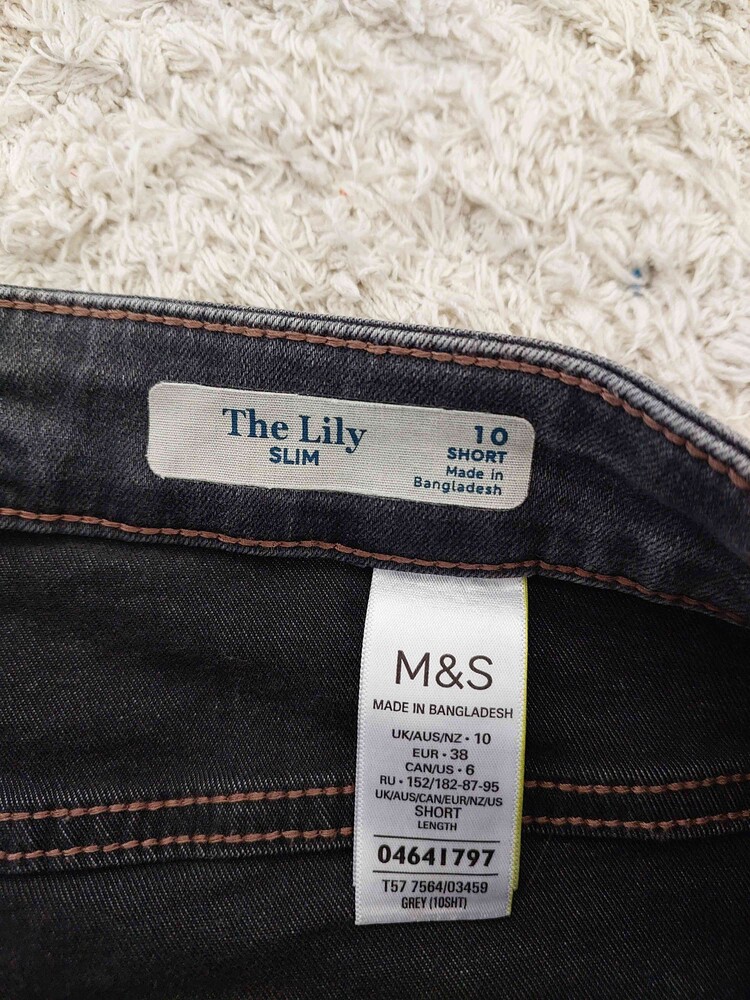 The Lily
SLIM
10
SHORT
Made in
Bangladesh
M&S
MADE IN BANGLADESH
UK/AUS/NZ • 10
EUR • 38
CAN/US • 6
RU • 152/182-87-95
UK/AUS/CAN/EUR/NZ/US
SHORT
LENGTH
04641797
T57 7564/03459
GREY (10SHT)